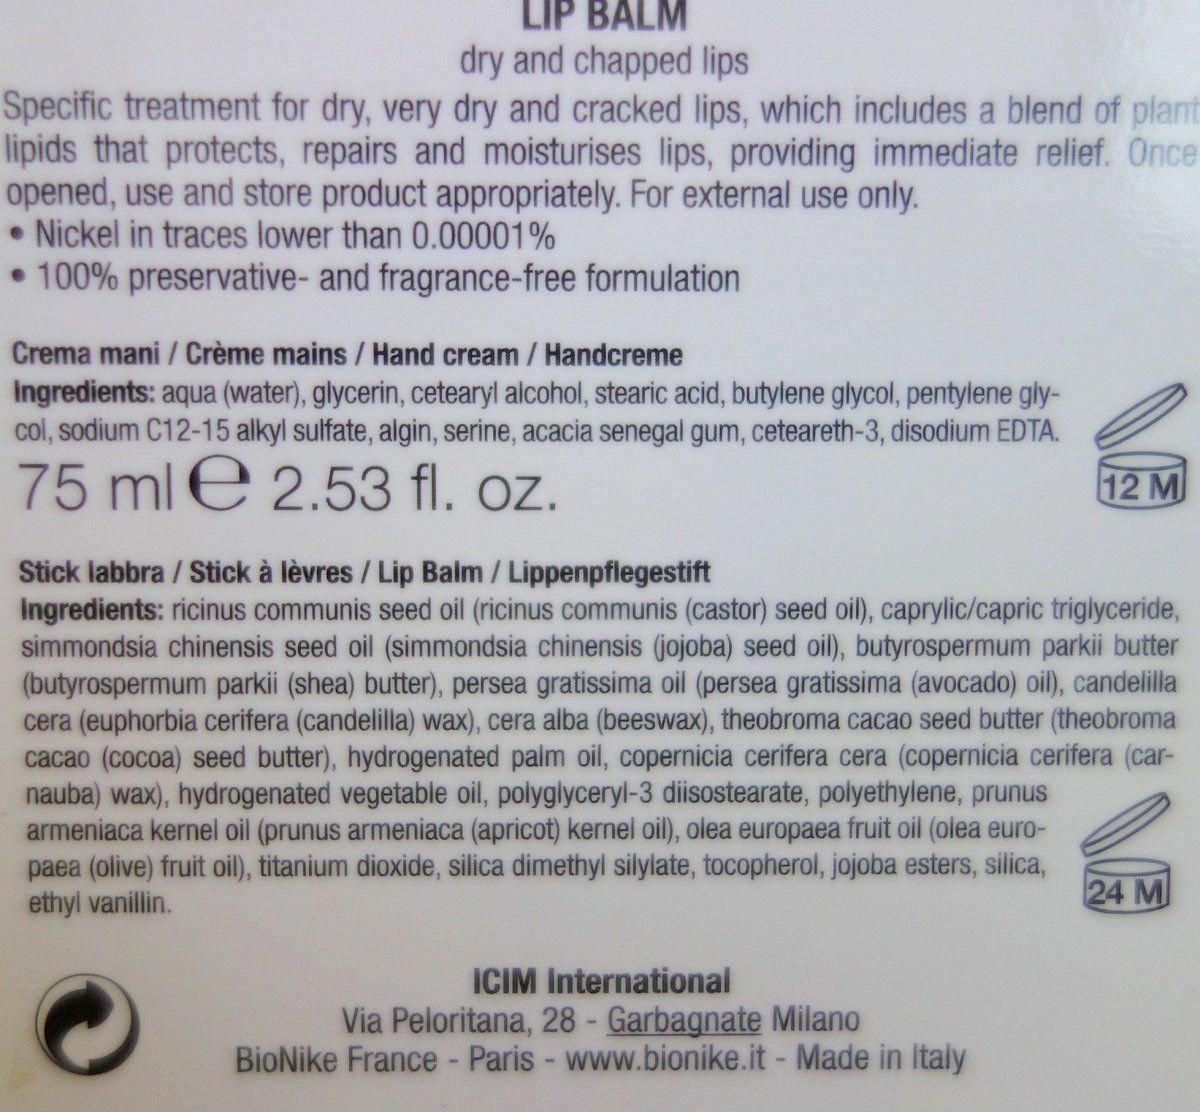 LIP BALM
dry and chapped lips
Specific treatment for dry, very dry and cracked lips, which includes a blend of plant
lipids that protects, repairs and moisturises lips, providing immediate relief. Once
opened, use and store product appropriately. For external use only.
• Nickel in traces lower than 0.00001%
• 100% preservative- and fragrance-free formulation
Crema mani / Crème mains / Hand cream / Handcreme
Ingredients: aqua (water), glycerin, cetearyl alcohol, stearic acid, butylene glycol, pentylene gly-
col, sodium C12-15 alkyl sulfate, algin, serine, acacia senegal gum, ceteareth-3, disodium EDTA.
12 M
75 ml e 2.53 fl. oz.
Stick labbra / Stick à lèvres / Lip Balm / Lippenpflegestift
Ingredients: ricinus communis seed oil (ricinus communis (castor) seed oil), caprylic/capric triglyceride,
simmondsia chinensis seed oil (simmondsia chinensis (jojoba) seed oil), butyrospermum parkii butter
(butyrospermum parkii (shea) butter), persea gratissima oil (persea gratissima (avocado) oil), candelilla
cera (euphorbia cerifera (candelilla) wax), cera alba (beeswax), theobroma cacao seed butter (theobroma
cacao (cocoa) seed butter), hydrogenated palm oil, copernicia cerifera cera (copernicia cerifera (car-
nauba) wax), hydrogenated vegetable oil, polyglyceryl-3 diisostearate, polyethylene, prunus
armeniaca kernel oil (prunus armeniaca (apricot) kernel oil), olea europaea fruit oil (olea euro-
paea (olive) fruit oil), titanium dioxide, silica dimethyl silylate, tocopherol, jojoba esters, silica,
ethyl vanillin.
24 M
ICIM International
Via Peloritana, 28 - Garbagnate Milano
BioNike France - Paris - www.bionike.it - Made in Italy